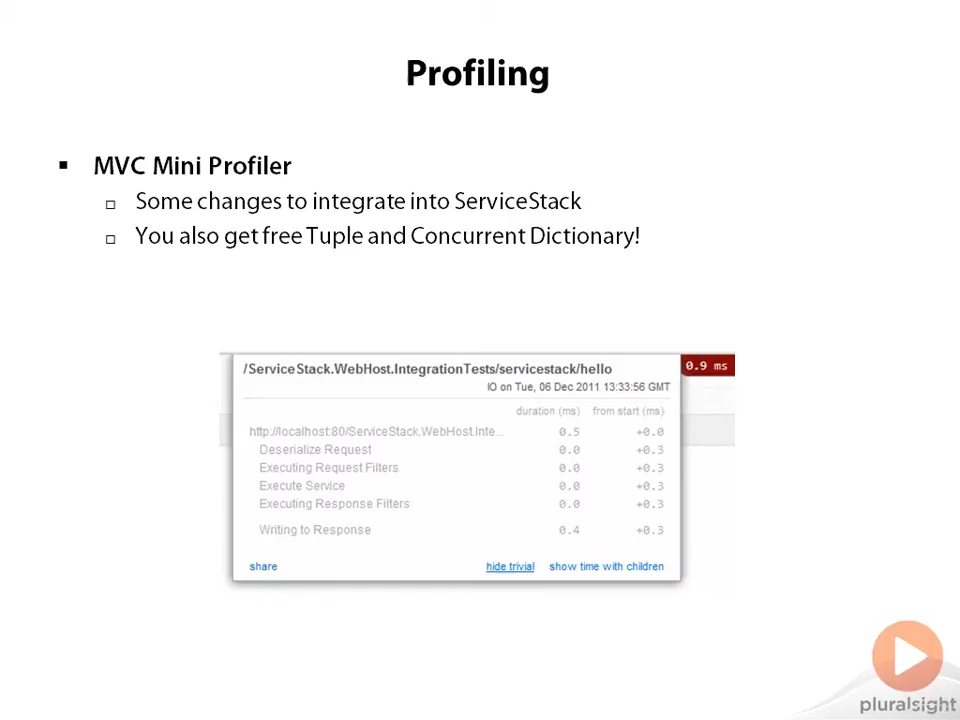 Profiling
MVC Mini Profiler
Some changes to integrate into ServiceStack
You also get free Tuple and Concurrent Dictionary!
/ServiceStack.WebHost.IntegrationTests/servicestack/hello
0.9 ms
IO on Tue, 06 Dec 2011 13:33:56 GMT
duration (ms) from start (ms)
http://localhost:80/ServiceStack.WebHost.Inte... 0.5 +0.0
Deserialize Request 0.0 +0.3
Executing Request Filters 0.0 +0.3
Execute Service 0.0 +0.3
Executing Response Filters 0.0 +0.3
Writing to Response 0.4 +0.3
share hide trivial show time with children
pluralsight